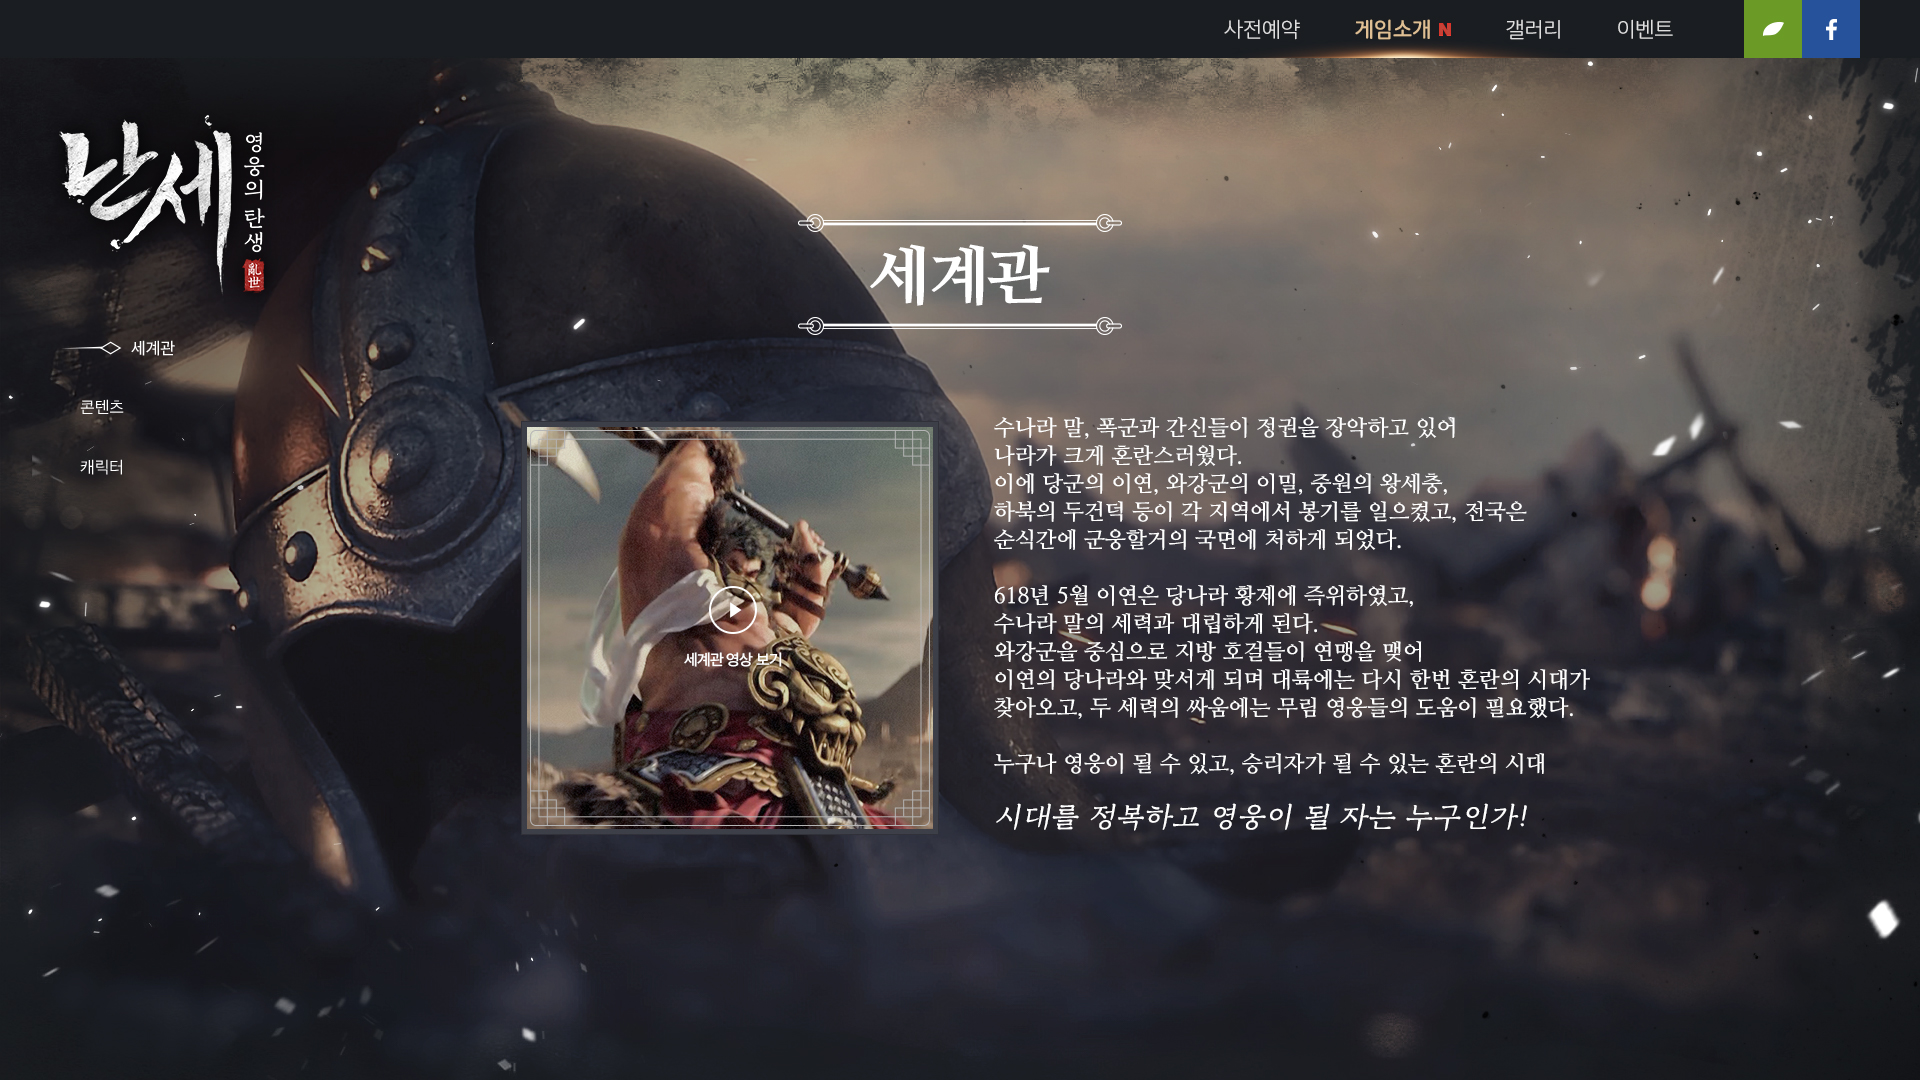 사전예약
게임소개 N
갤러리
이벤트
난세
영웅의 탄생
亂世
세계관
콘텐츠
캐릭터
세계관
세계관 영상 보기
수나라 말, 폭군과 간신들이 정권을 장악하고 있어
나라가 크게 혼란스러웠다.
이에 당군의 이연, 와강군의 이밀, 중원의 왕세충,
하북의 두건덕 등이 각 지역에서 봉기를 일으켰고, 전국은
순식간에 군웅할거의 국면에 처하게 되었다.
618년 5월 이연은 당나라 황제에 즉위하였고,
수나라 말의 세력과 대립하게 된다.
와강군을 중심으로 지방 호걸들이 연맹을 맺어
이연의 당나라와 맞서게 되며 대륙에는 다시 한번 혼란의 시대가
찾아오고, 두 세력의 싸움에는 무림 영웅들의 도움이 필요했다.
누구나 영웅이 될 수 있고, 승리자가 될 수 있는 혼란의 시대
시대를 정복하고 영웅이 될 자는 누구인가!